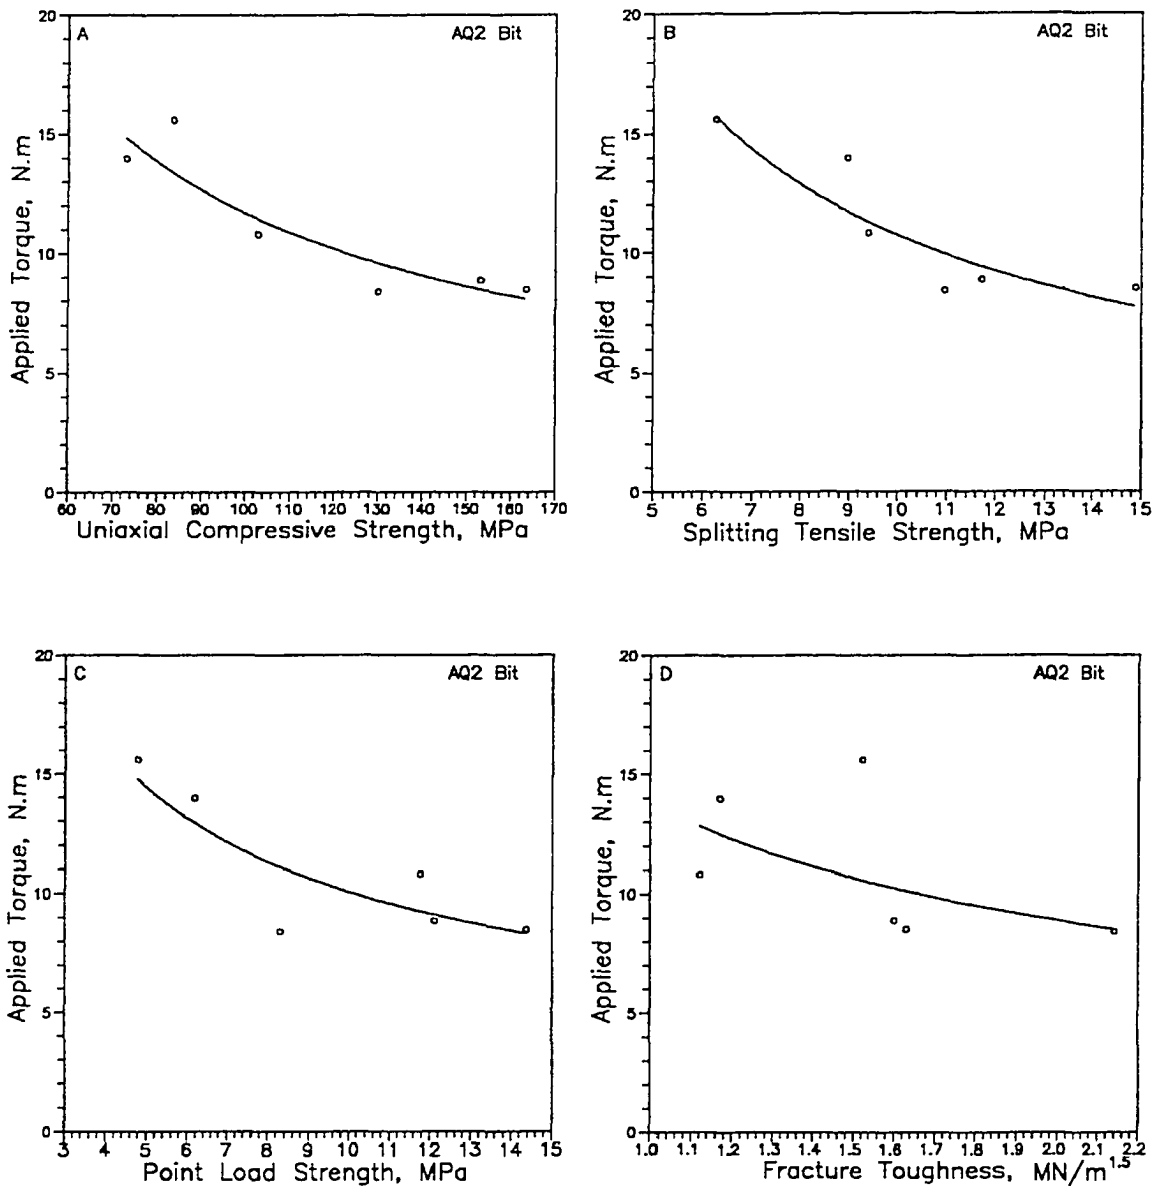 A
AQ2 Bit
Applied Torque, N.m
20
15
10
5
0
60 70 80 90 100 110 120 130 140 150 160 170
Uniaxial Compressive Strength, MPa
B
AQ2 Bit
Applied Torque, N.m
20
15
10
5
0
5 6 7 8 9 10 11 12 13 14 15
Splitting Tensile Strength, MPa
C
AQ2 Bit
Applied Torque, N.m
20
15
10
5
0
3 4 5 6 7 8 9 10 11 12 13 14 15
Point Load Strength, MPa
D
AQ2 Bit
Applied Torque, N.m
20
15
10
5
0
1.0 1.1 1.2 1.3 1.4 1.5 1.6 1.7 1.8 1.9 2.0 2.1 2.2
Fracture Toughness, MN/m^1.5